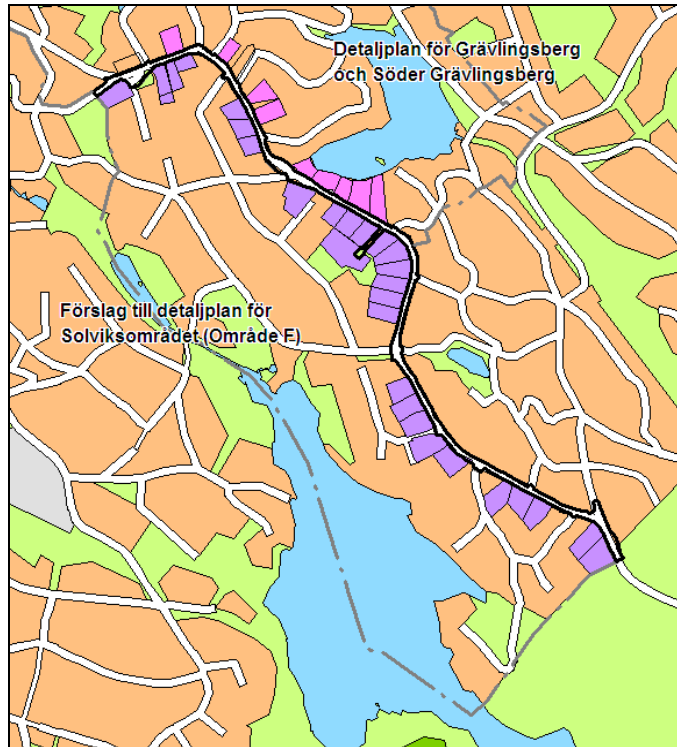 Detaljplan för Grävlingsberg
och Söder Grävlingsberg
Förslag till detaljplan för
Solviksområdet (Område F)